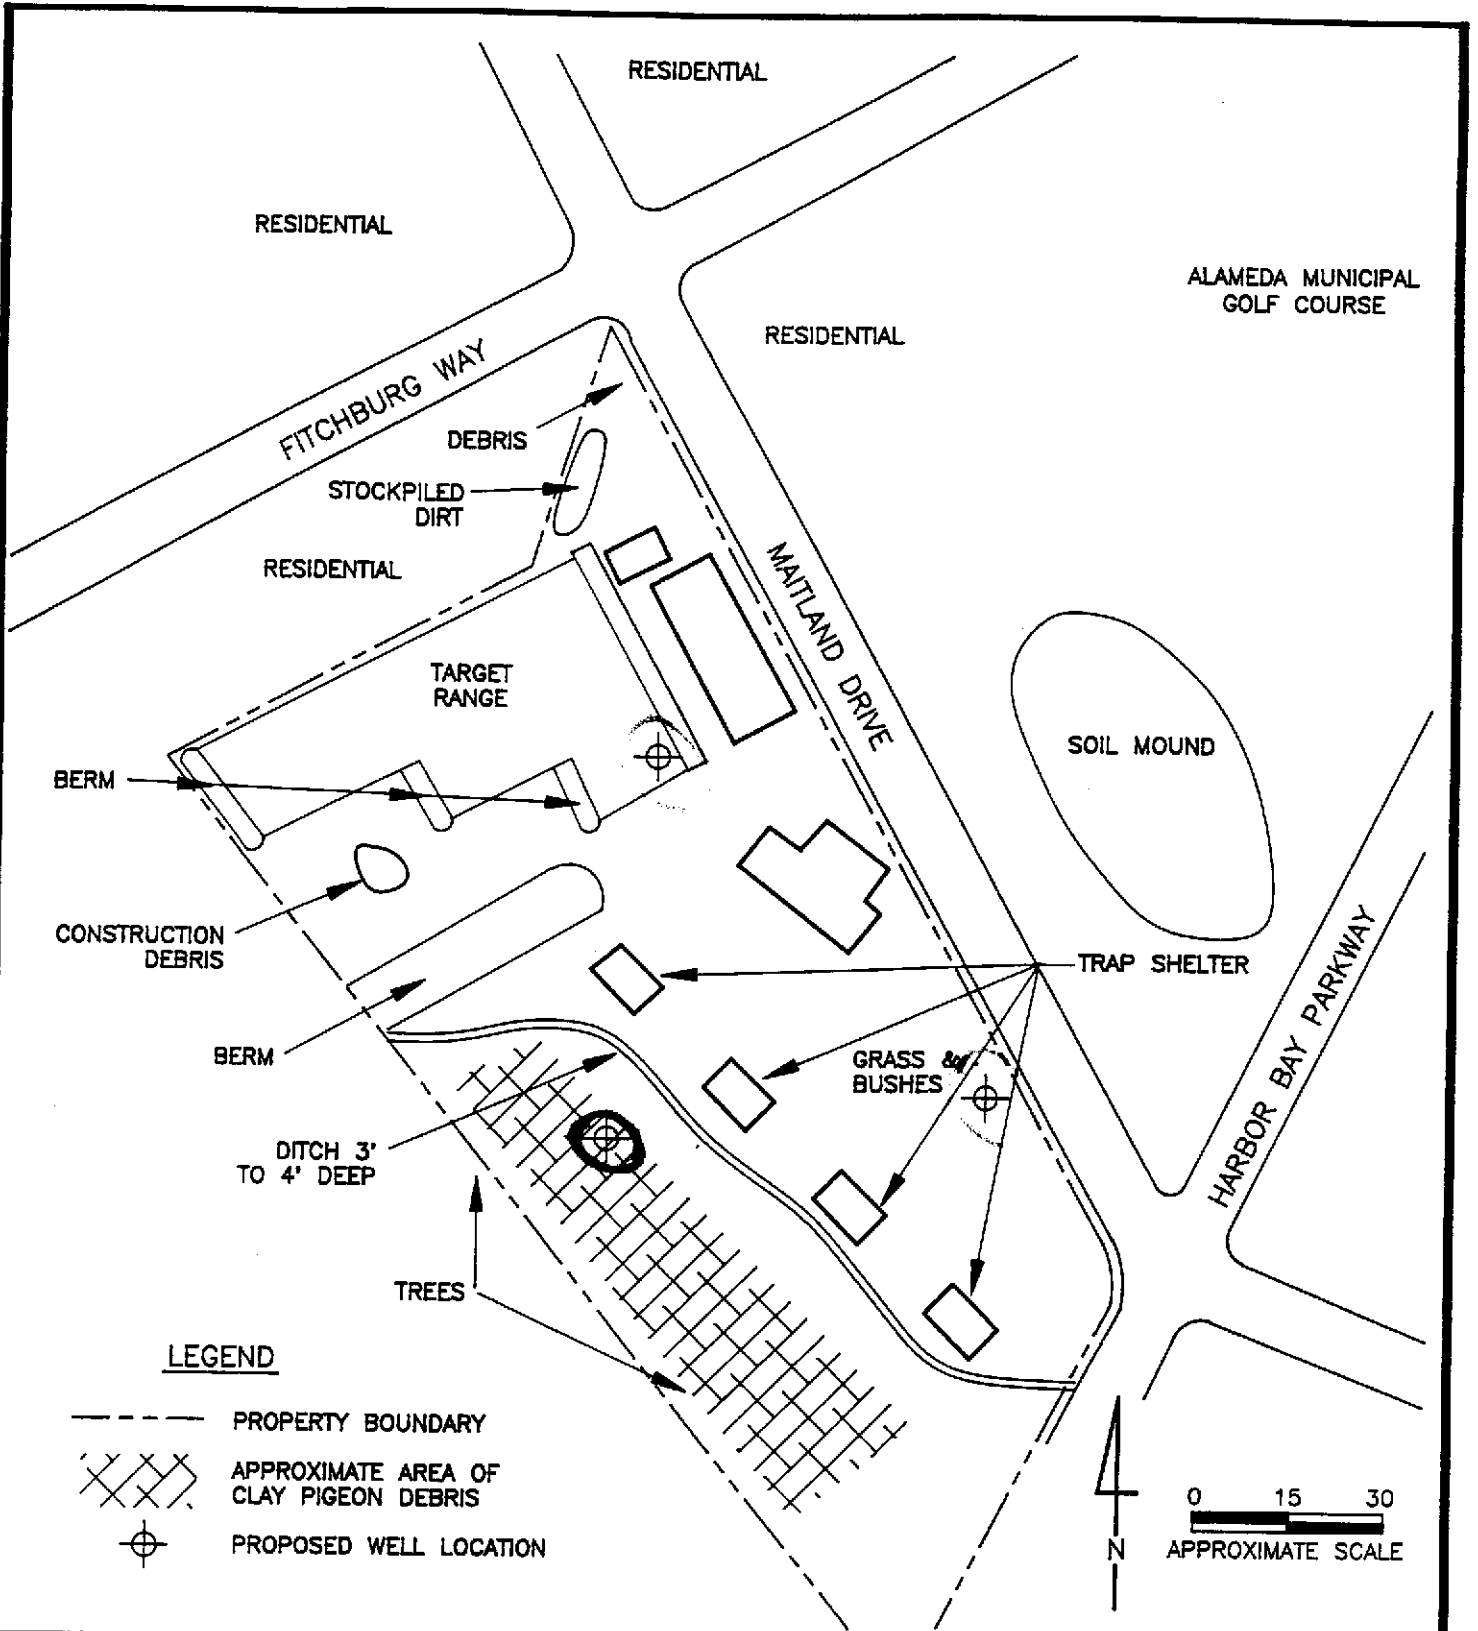 RESIDENTIAL
RESIDENTIAL
ALAMEDA MUNICIPAL
GOLF COURSE
RESIDENTIAL
FITCHBURG WAY
DEBRIS
STOCKPILED
DIRT
RESIDENTIAL
MAITLAND DRIVE
TARGET
RANGE
SOIL MOUND
BERM
CONSTRUCTION
DEBRIS
TRAP SHELTER
HARBOR BAY PARKWAY
BERM
GRASS &
BUSHES
DITCH 3'
TO 4' DEEP
TREES
LEGEND
PROPERTY BOUNDARY
APPROXIMATE AREA OF
CLAY PIGEON DEBRIS
PROPOSED WELL LOCATION
N
0 15 30
APPROXIMATE SCALE